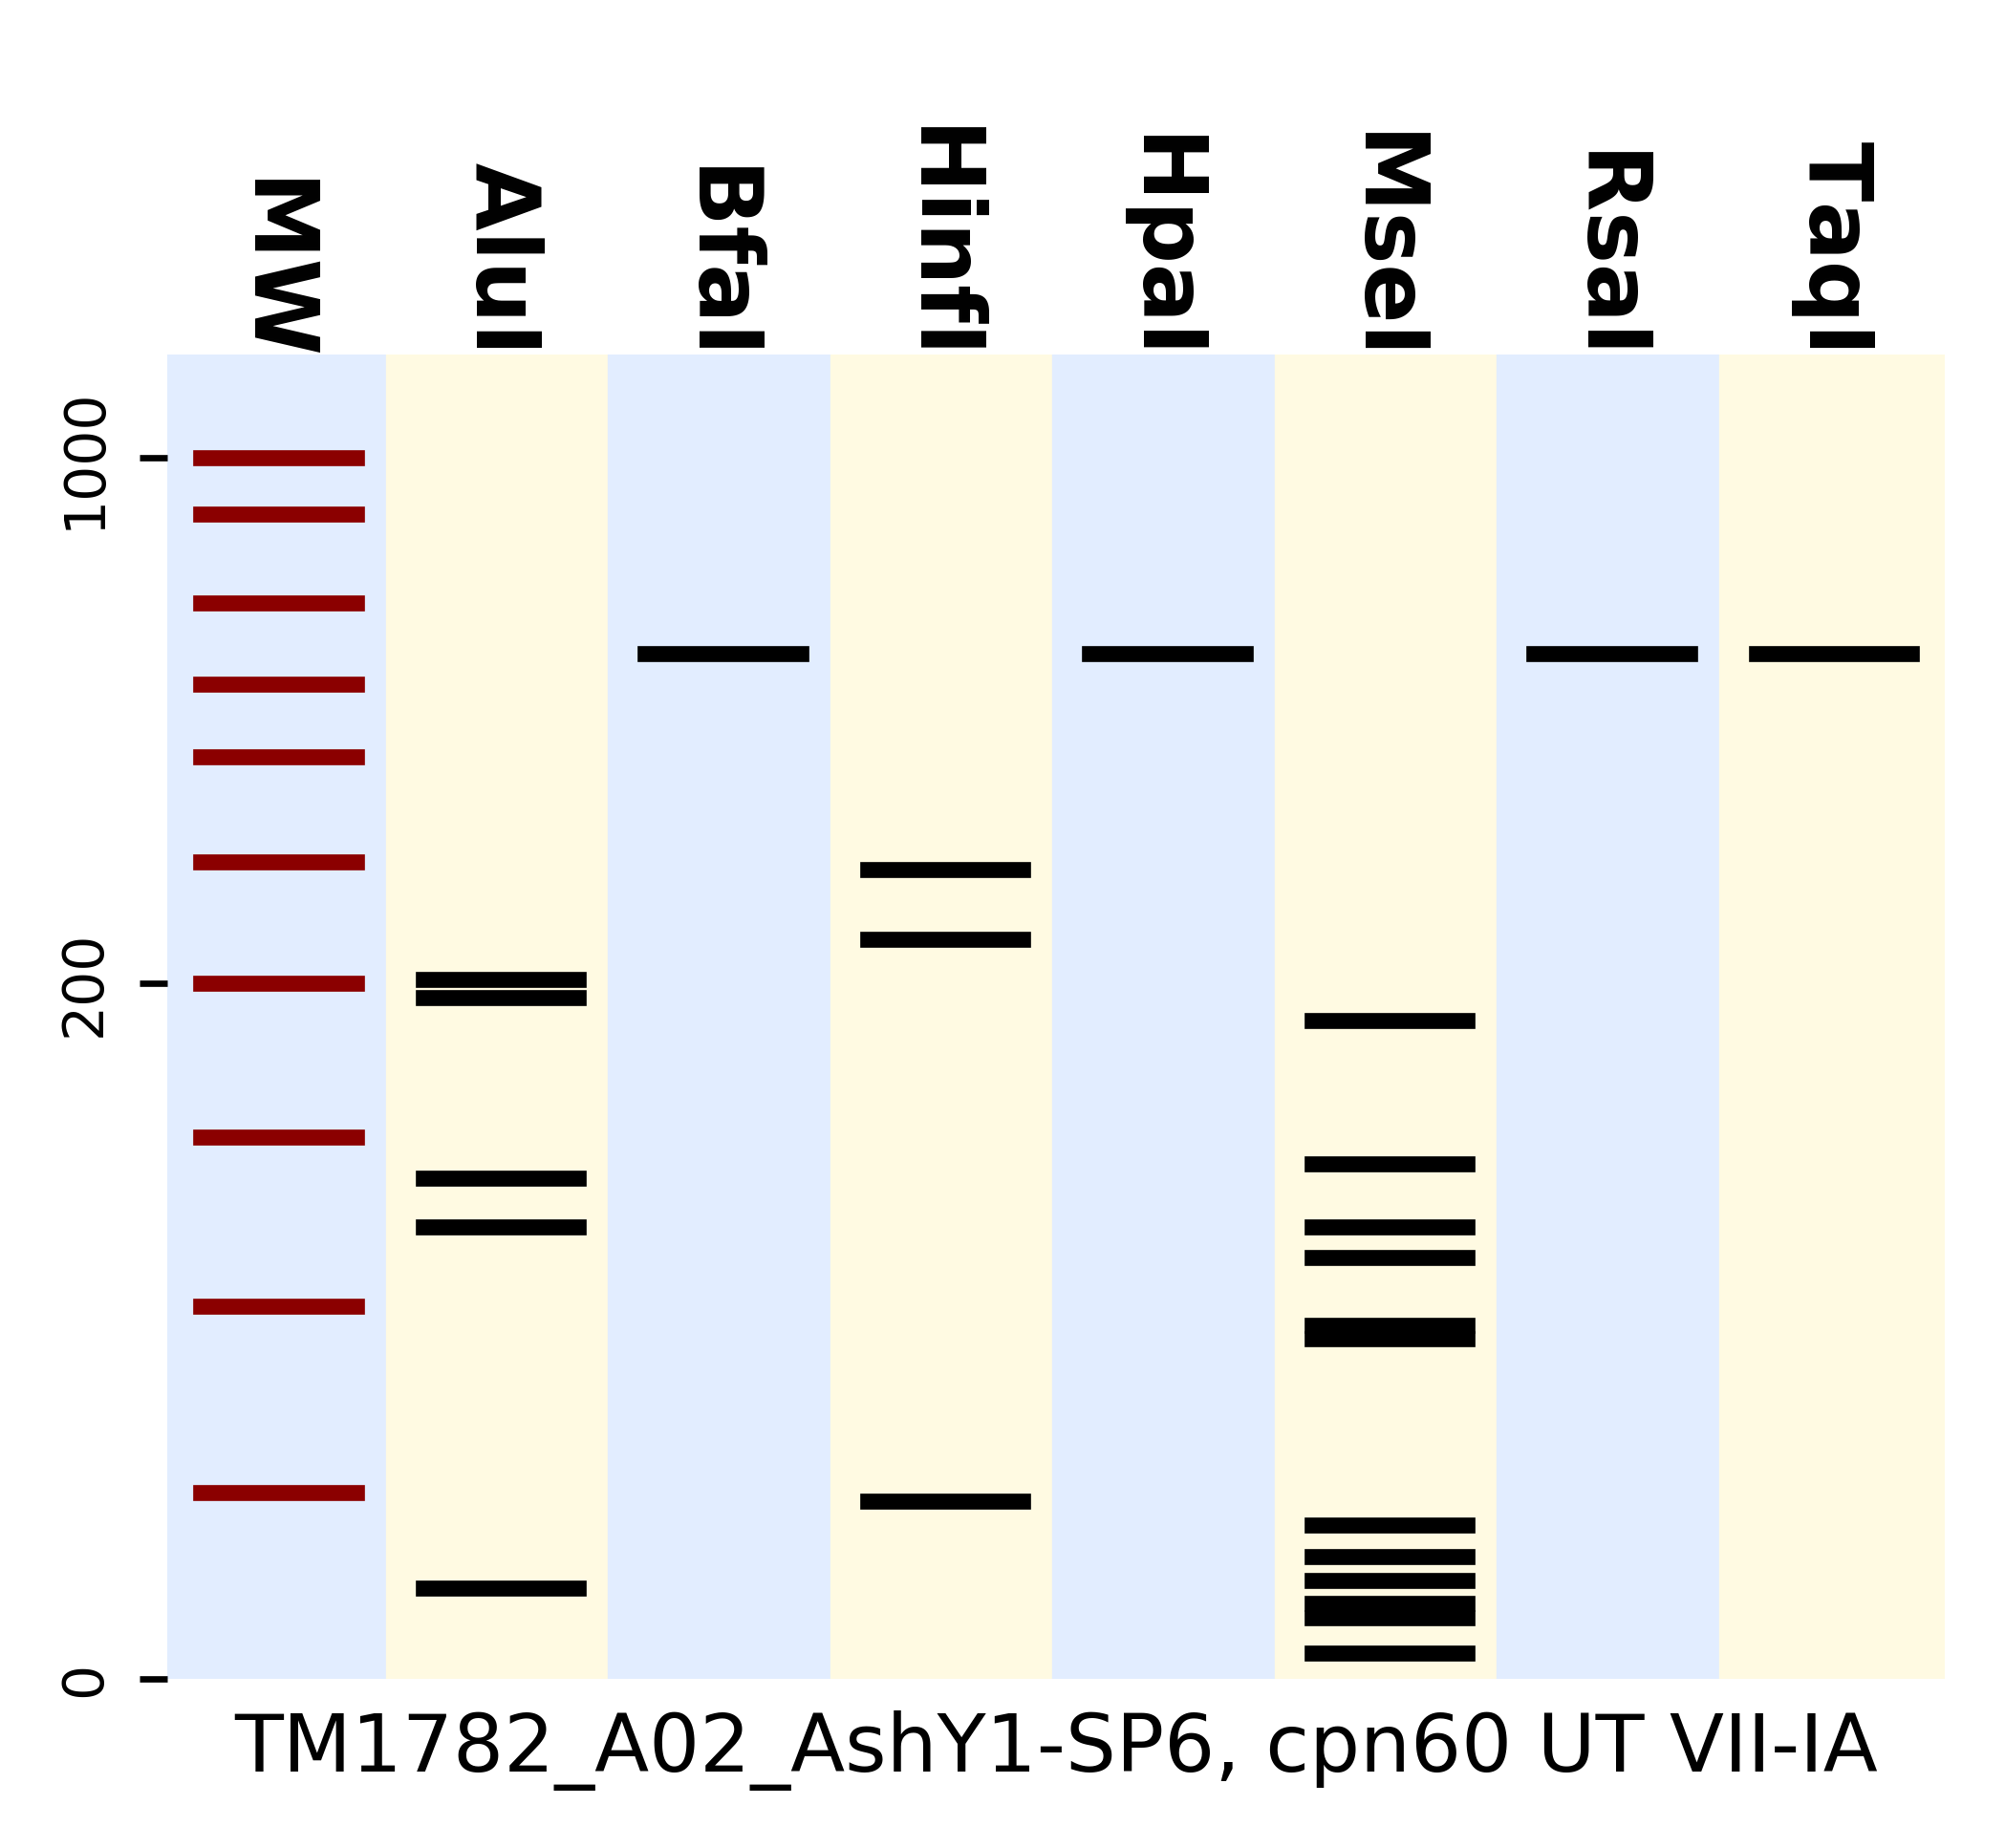 MW
AluI
BfaI
HinfI
HpaI
MseI
RsaI
TaqI
1000
200
0
TM1782_A02_AshY1-SP6, cpn60 UT VII-IA